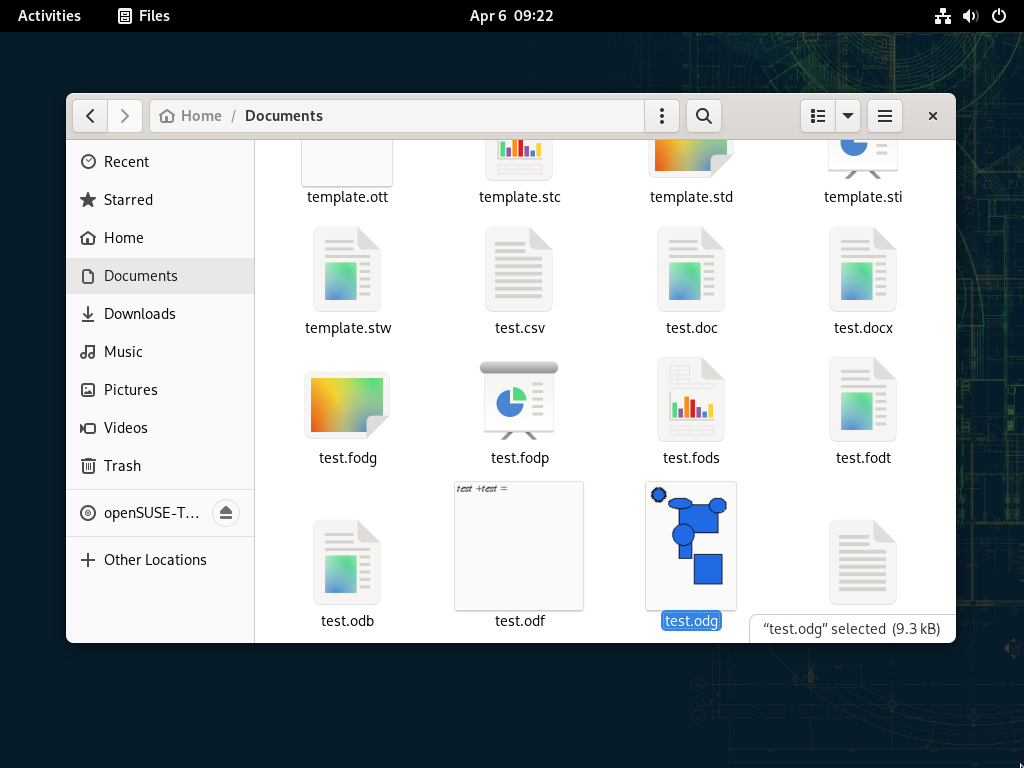 Activities Files Apr 6 09:22
Home / Documents
Recent
Starred
Home
Documents
Downloads
Music
Pictures
Videos
Trash
openSUSE-T...
Other Locations
template.ott template.stc template.std template.sti
template.stw test.csv test.doc test.docx
test.fodg test.fodp test.fods test.fodt
test +test =
test.odb test.odf test.odg
“test.odg” selected (9.3 kB)